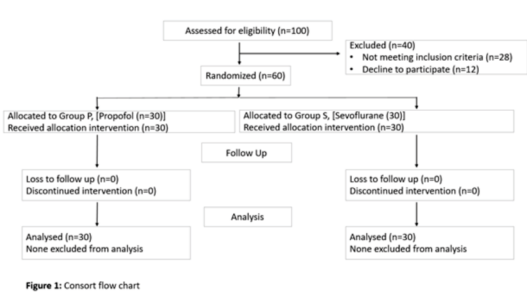 Assessed for eligibility (n=100)
Excluded (n=40)
• Not meeting inclusion criteria (n=28)
• Decline to participate (n=12)
Randomized (n=60)
Allocated to Group P, [Propofol (n=30)]
Received allocation intervention (n=30)
Allocated to Group S, [Sevoflurane (30)]
Received allocation intervention (n=30)
Follow Up
Loss to follow up (n=0)
Discontinued intervention (n=0)
Loss to follow up (n=0)
Discontinued intervention (n=0)
Analysis
Analysed (n=30)
None excluded from analysis
Analysed (n=30)
None excluded from analysis
Figure 1: Consort flow chart